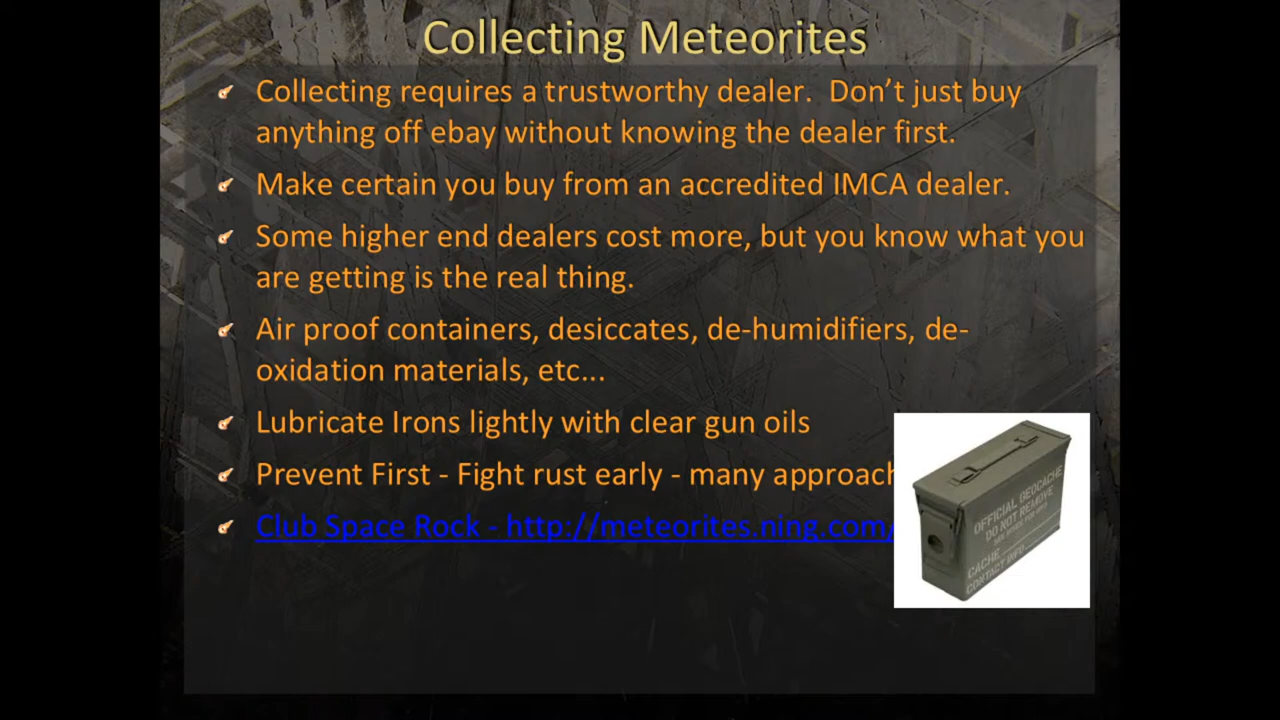 Collecting Meteorites
Collecting requires a trustworthy dealer. Don't just buy
anything off ebay without knowing the dealer first.
Make certain you buy from an accredited IMCA dealer.
Some higher end dealers cost more, but you know what you
are getting is the real thing.
Air proof containers, desiccates, de-humidifiers, de-
oxidation materials, etc...
Lubricate Irons lightly with clear gun oils
Prevent First - Fight rust early - many approach
Club Space Rock - http://meteorites.ning.com/
OFFICIAL GEOCACHE
DO NOT REMOVE
CACHE
CONTACT INFO